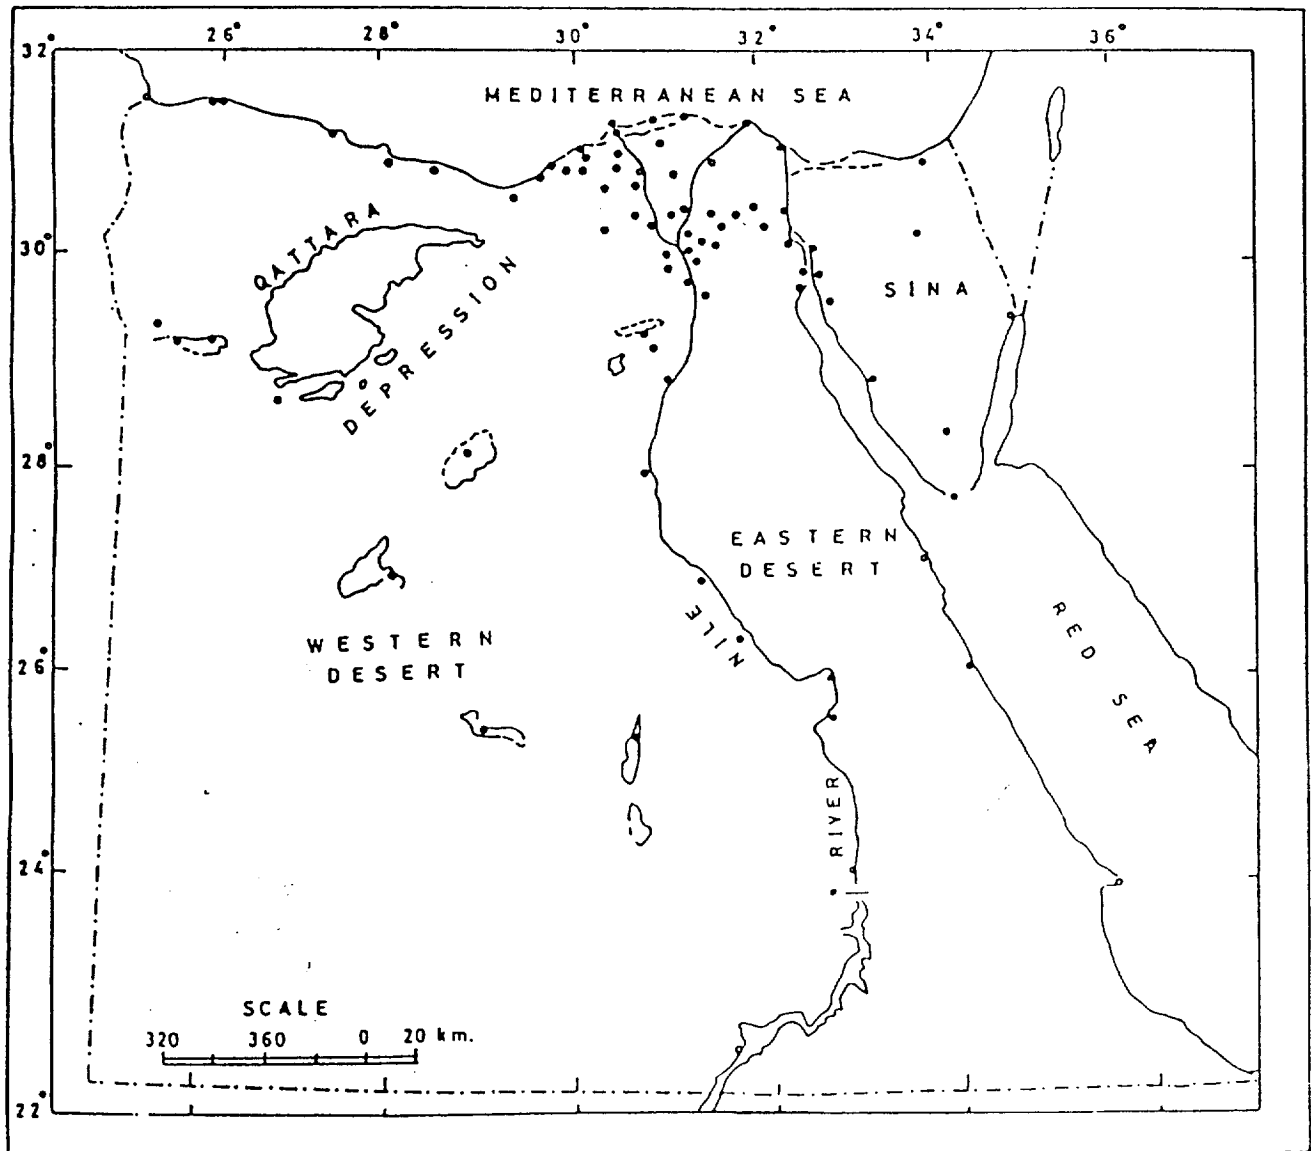 26° 28° 30° 32° 34° 36°
32°
MEDITERRANEAN SEA
30°
QATTARA
DEPRESSION
SINA
28°
EASTERN
DESERT
NILE
RED SEA
WESTERN
DESERT
26°
RIVER
24°
SCALE
320 360 0 20 km.
22°